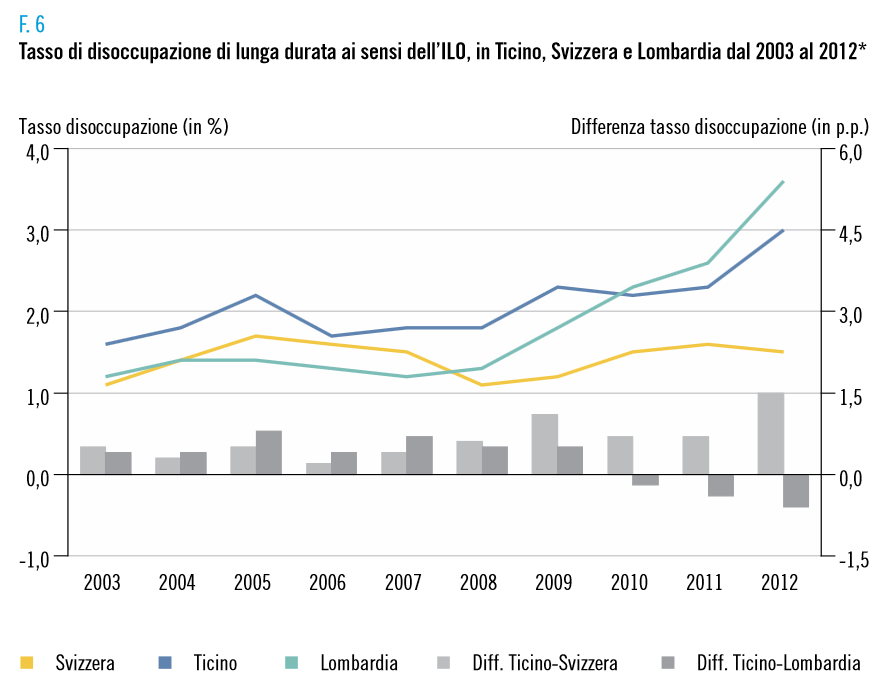 F. 6
Tasso di disoccupazione di lunga durata ai sensi dell'ILO, in Ticino, Svizzera e Lombardia dal 2003 al 2012*
Tasso disoccupazione (in %) Differenza tasso disoccupazione (in p.p.)
4,0 6,0
3,0 4,5
2,0 3,0
1,0 1,5
0,0 0,0
-1,0 -1,5
2003 2004 2005 2006 2007 2008 2009 2010 2011 2012
Svizzera Ticino Lombardia Diff. Ticino-Svizzera Diff. Ticino-Lombardia